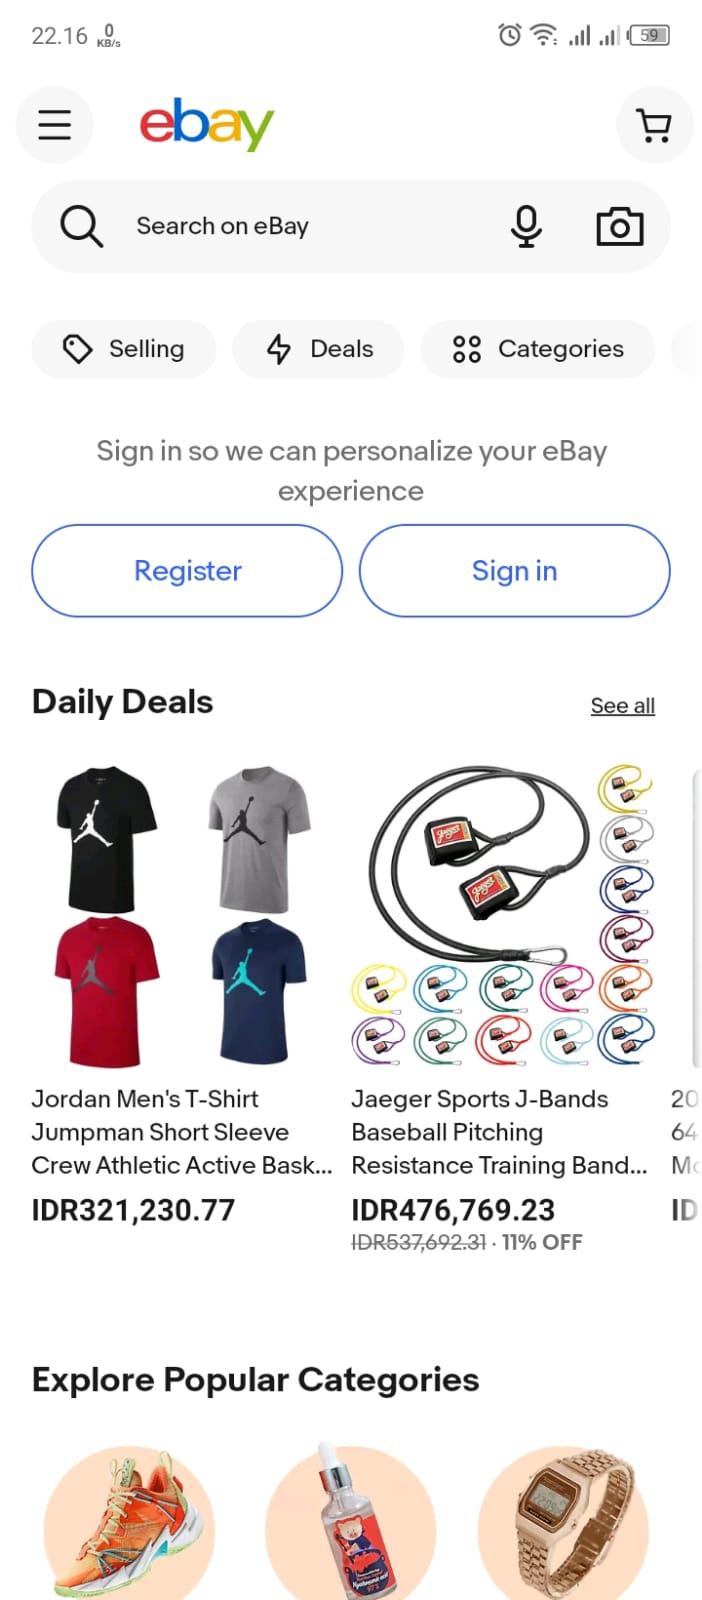 22.16 0 KB/s 59
ebay
Search on eBay
Selling Deals Categories
Sign in so we can personalize your eBay
experience
Register Sign in
Daily Deals See all
Jordan Men's T-Shirt
Jumpman Short Sleeve
Crew Athletic Active Bask...
IDR321,230.77
Jaeger Sports J-Bands
Baseball Pitching
Resistance Training Band...
IDR476,769.23
IDR537,692.31 · 11% OFF
20
64
Mo
ID
Explore Popular Categories